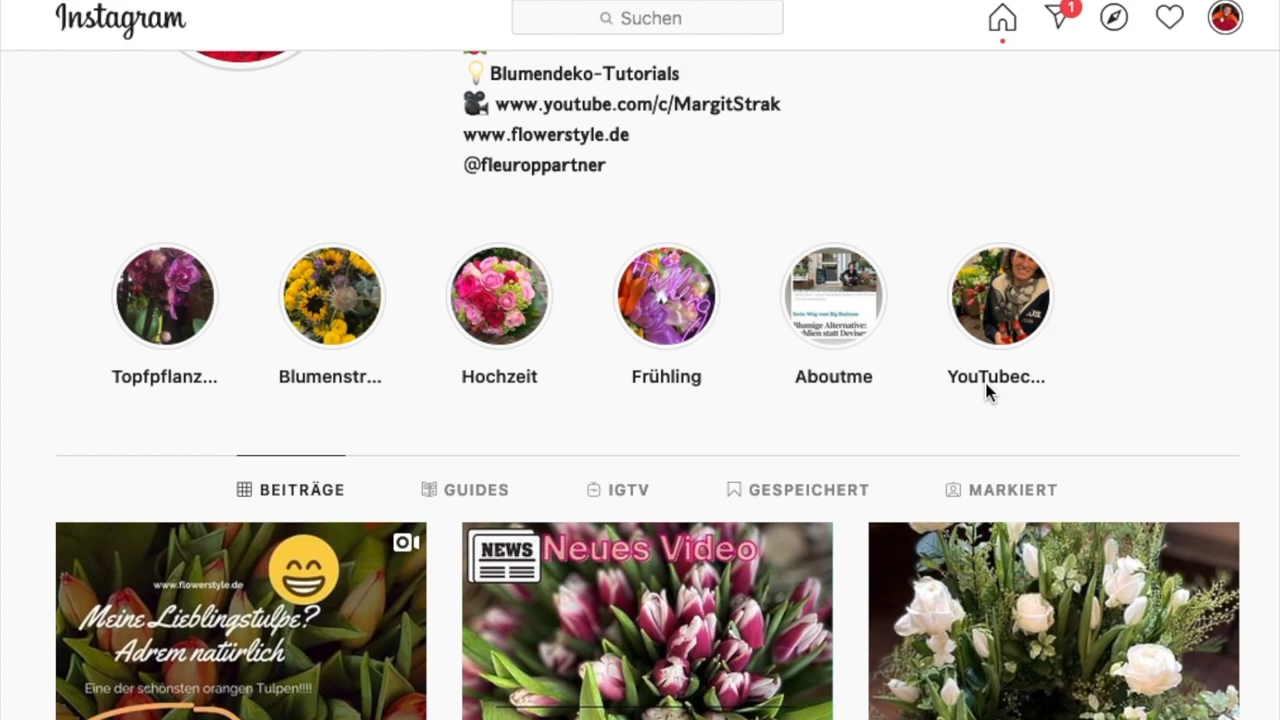 Instagram
Suchen
1
Blumendeko-Tutorials
www.youtube.com/c/MargitStrak
www.flowerstyle.de
@fleuroppartner
Topfpflanz...
Blumenstr...
Hochzeit
Frühling
Aboutme
YouTubec...
BEITRÄGE
GUIDES
IGTV
GESPEICHERT
MARKIERT
www.flowerstyle.de
Meine Lieblingstulpe?
Adrem natürlich
Eine der schönsten orangen Tulpen!!!!
NEWS
Neues Video